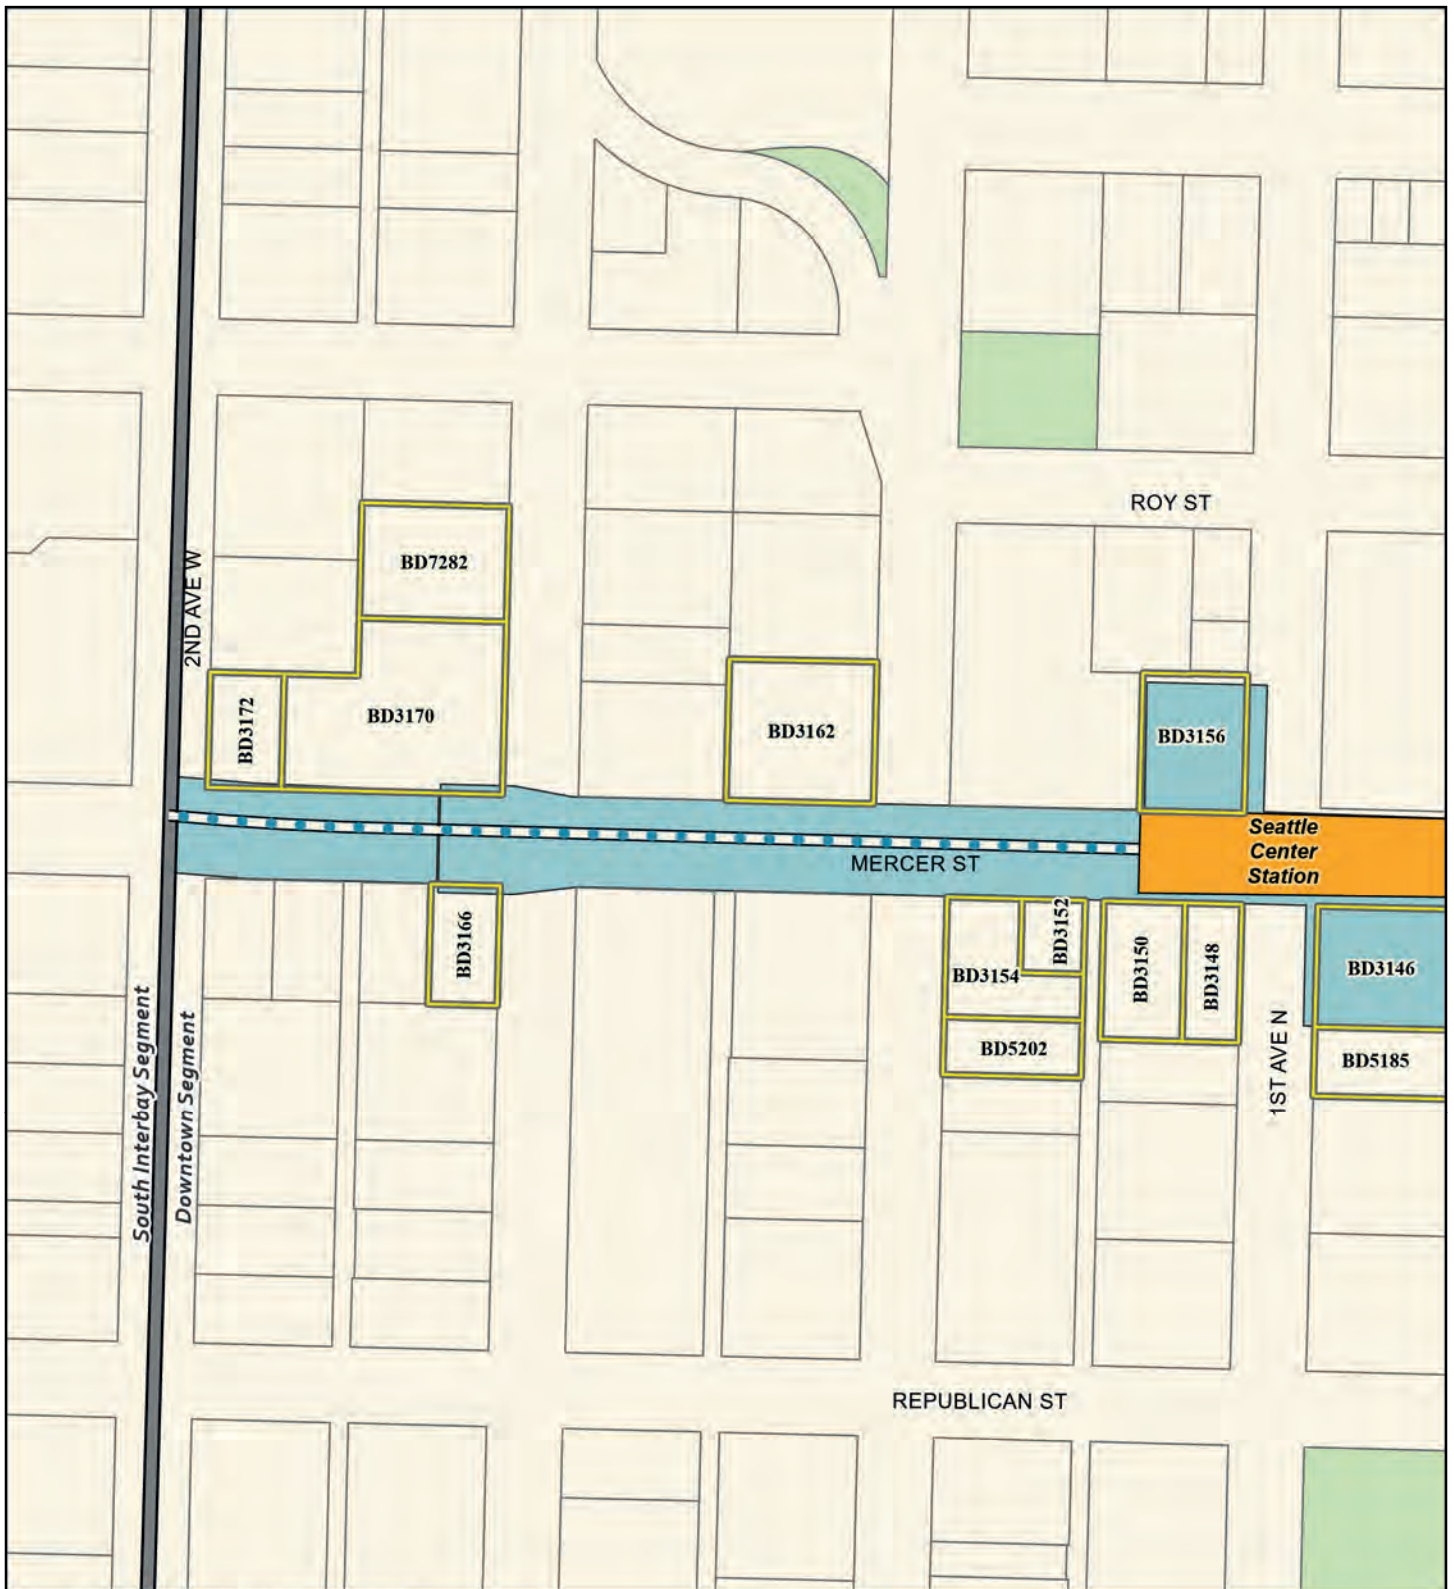 ROY ST
BD7282
2ND AVE W
BD3172
BD3170
BD3162
BD3156
Seattle
Center
Station
MERCER ST
BD3166
BD3154
BD3152
BD3150
BD3148
BD3146
BD5202
BD5185
1ST AVE N
South Interbay Segment
Downtown Segment
REPUBLICAN ST